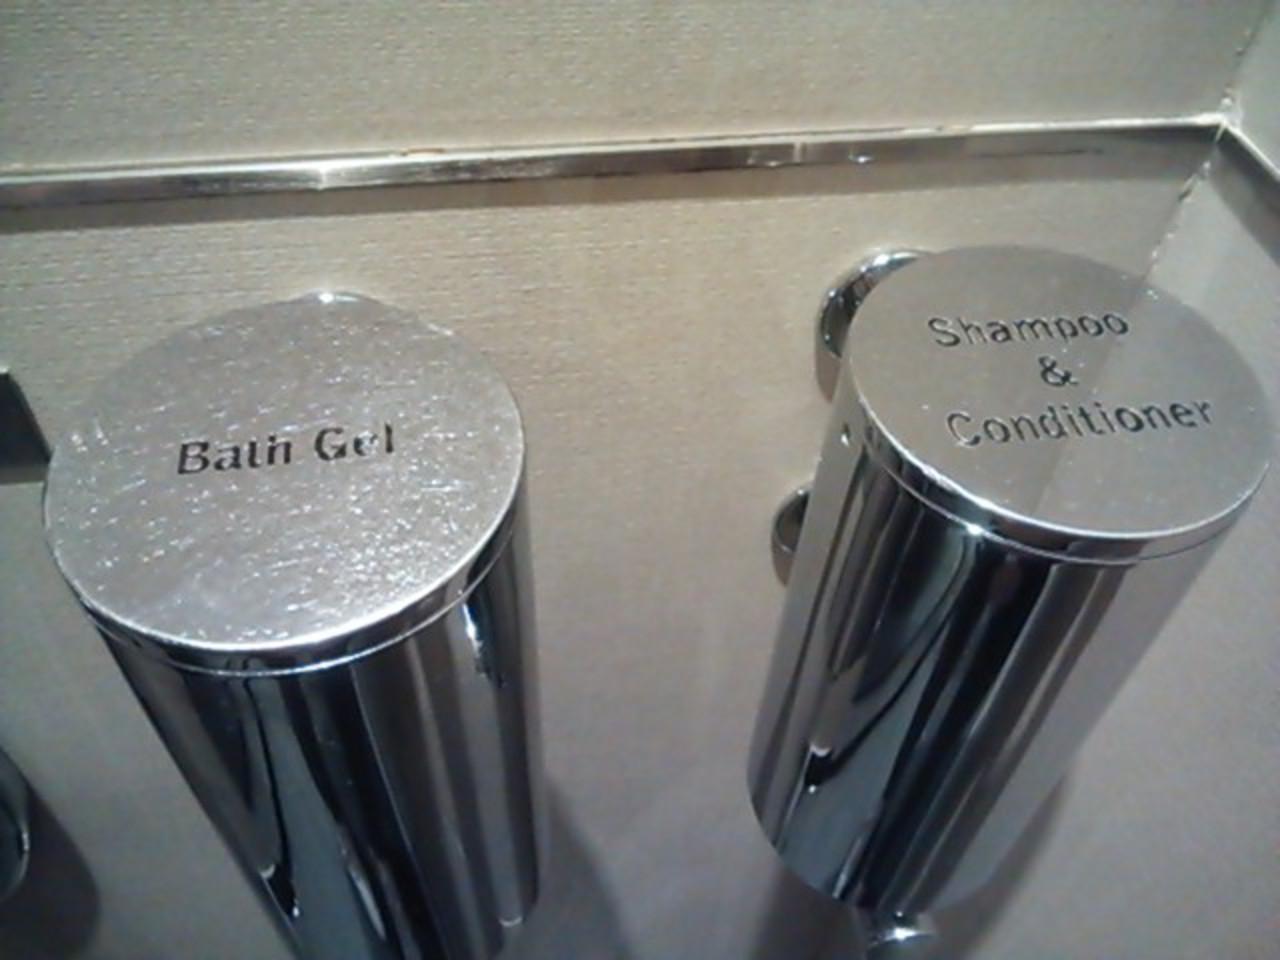 Bath Gel
Shampoo
&
Conditioner